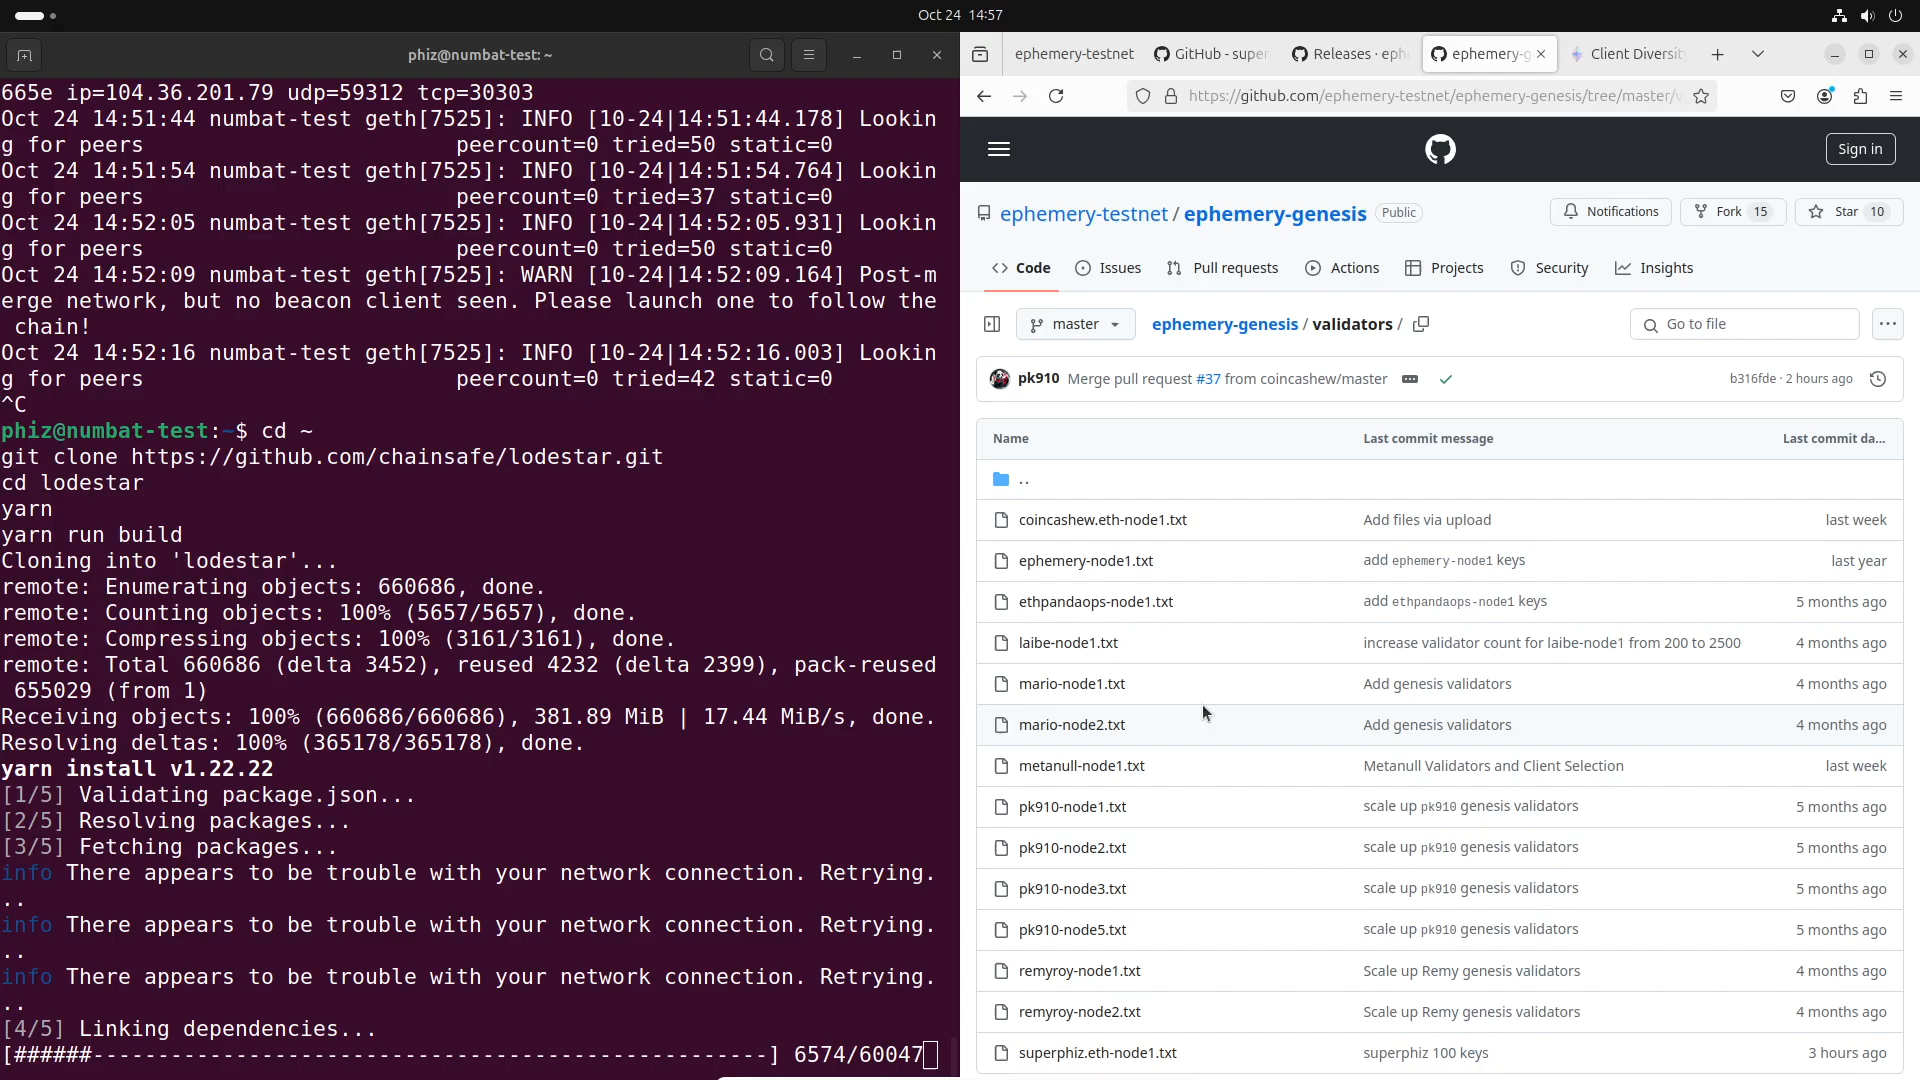 Oct 24 14:57
phiz@numbat-test: ~
665e ip=104.36.201.79 udp=59312 tcp=30303
Oct 24 14:51:44 numbat-test geth[7525]: INFO [10-24|14:51:44.178] Lookin
g for peers                        peercount=0 tried=50 static=0
Oct 24 14:51:54 numbat-test geth[7525]: INFO [10-24|14:51:54.764] Lookin
g for peers                        peercount=0 tried=37 static=0
Oct 24 14:52:05 numbat-test geth[7525]: INFO [10-24|14:52:05.931] Lookin
g for peers                        peercount=0 tried=50 static=0
Oct 24 14:52:09 numbat-test geth[7525]: WARN [10-24|14:52:09.164] Post-m
erge network, but no beacon client seen. Please launch one to follow the
 chain!
Oct 24 14:52:16 numbat-test geth[7525]: INFO [10-24|14:52:16.003] Lookin
g for peers                        peercount=0 tried=42 static=0
^C
phiz@numbat-test:~$ cd ~
git clone https://github.com/chainsafe/lodestar.git
cd lodestar
yarn
yarn run build
Cloning into 'lodestar'...
remote: Enumerating objects: 660686, done.
remote: Counting objects: 100% (5657/5657), done.
remote: Compressing objects: 100% (3161/3161), done.
remote: Total 660686 (delta 3452), reused 4232 (delta 2399), pack-reused
 655029 (from 1)
Receiving objects: 100% (660686/660686), 381.89 MiB | 17.44 MiB/s, done.
Resolving deltas: 100% (365178/365178), done.
yarn install v1.22.22
[1/5] Validating package.json...
[2/5] Resolving packages...
[3/5] Fetching packages...
info There appears to be trouble with your network connection. Retrying.
..
info There appears to be trouble with your network connection. Retrying.
..
info There appears to be trouble with your network connection. Retrying.
..
[4/5] Linking dependencies...
[######----------------------------------------------------] 6574/60047
ephemery-testnet GitHub - super Releases · eph ephemery-g Client Diversity
https://github.com/ephemery-testnet/ephemery-genesis/tree/master/v
Sign in
ephemery-testnet / ephemery-genesis Public Notifications Fork 15 Star 10
Code Issues Pull requests Actions Projects Security Insights
master ephemery-genesis / validators / Go to file
pk910 Merge pull request #37 from coincashew/master b316fde · 2 hours ago
Name Last commit message Last commit da...
..
coincashew.eth-node1.txt Add files via upload last week
ephemery-node1.txt add ephemery-node1 keys last year
ethpandaops-node1.txt add ethpandaops-node1 keys 5 months ago
laibe-node1.txt increase validator count for laibe-node1 from 200 to 2500 4 months ago
mario-node1.txt Add genesis validators 4 months ago
mario-node2.txt Add genesis validators 4 months ago
metanull-node1.txt Metanull Validators and Client Selection last week
pk910-node1.txt scale up pk910 genesis validators 5 months ago
pk910-node2.txt scale up pk910 genesis validators 5 months ago
pk910-node3.txt scale up pk910 genesis validators 5 months ago
pk910-node5.txt scale up pk910 genesis validators 5 months ago
remyroy-node1.txt Scale up Remy genesis validators 4 months ago
remyroy-node2.txt Scale up Remy genesis validators 4 months ago
superphiz.eth-node1.txt superphiz 100 keys 3 hours ago